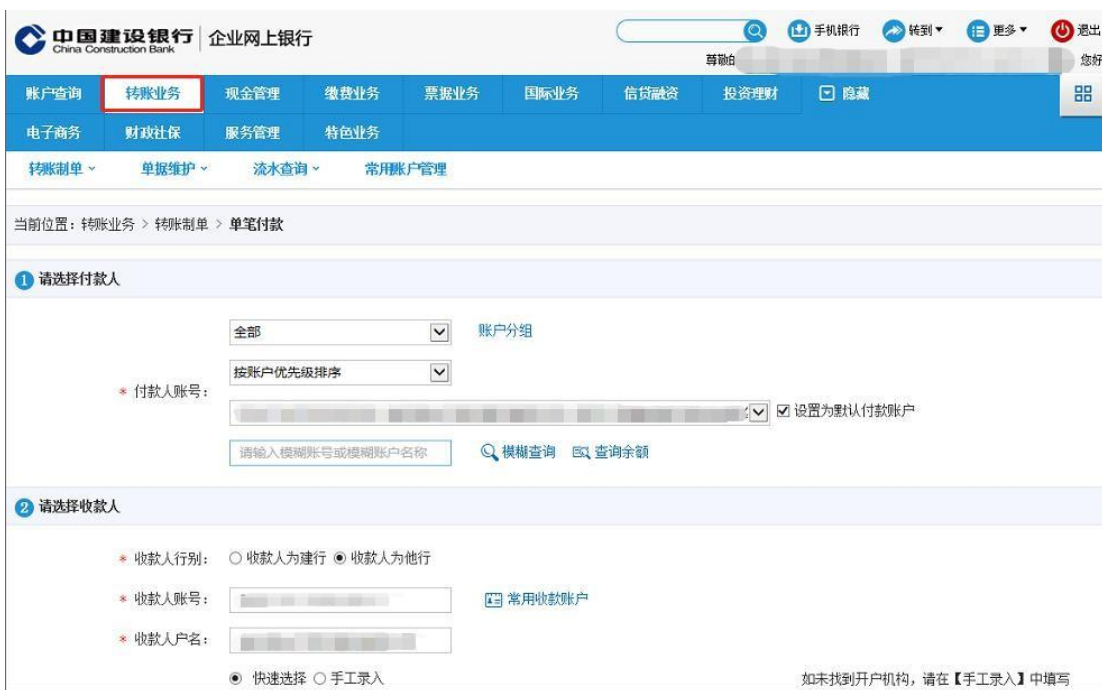 中国建设银行 企业网上银行
China Construction Bank
手机银行 转到 更多 退出
尊敬的 您好
账户查询 转账业务 现金管理 缴费业务 票据业务 国际业务 信贷融资 投资理财 隐藏
电子商务 财政社保 服务管理 特色业务
转账制单 单据维护 流水查询 常用账户管理
当前位置：转账业务 > 转账制单 > 单笔付款
1 请选择付款人
全部 账户分组
按账户优先级排序
* 付款人账号：
设置为默认付款账户
请输入模糊账号或模糊账户名称 模糊查询 查询余额
2 请选择收款人
* 收款人行别： 收款人为建行 收款人为他行
* 收款人账号： 常用收款账户
* 收款人户名：
快速选择 手工录入 如未找到开户机构，请在【手工录入】中填写